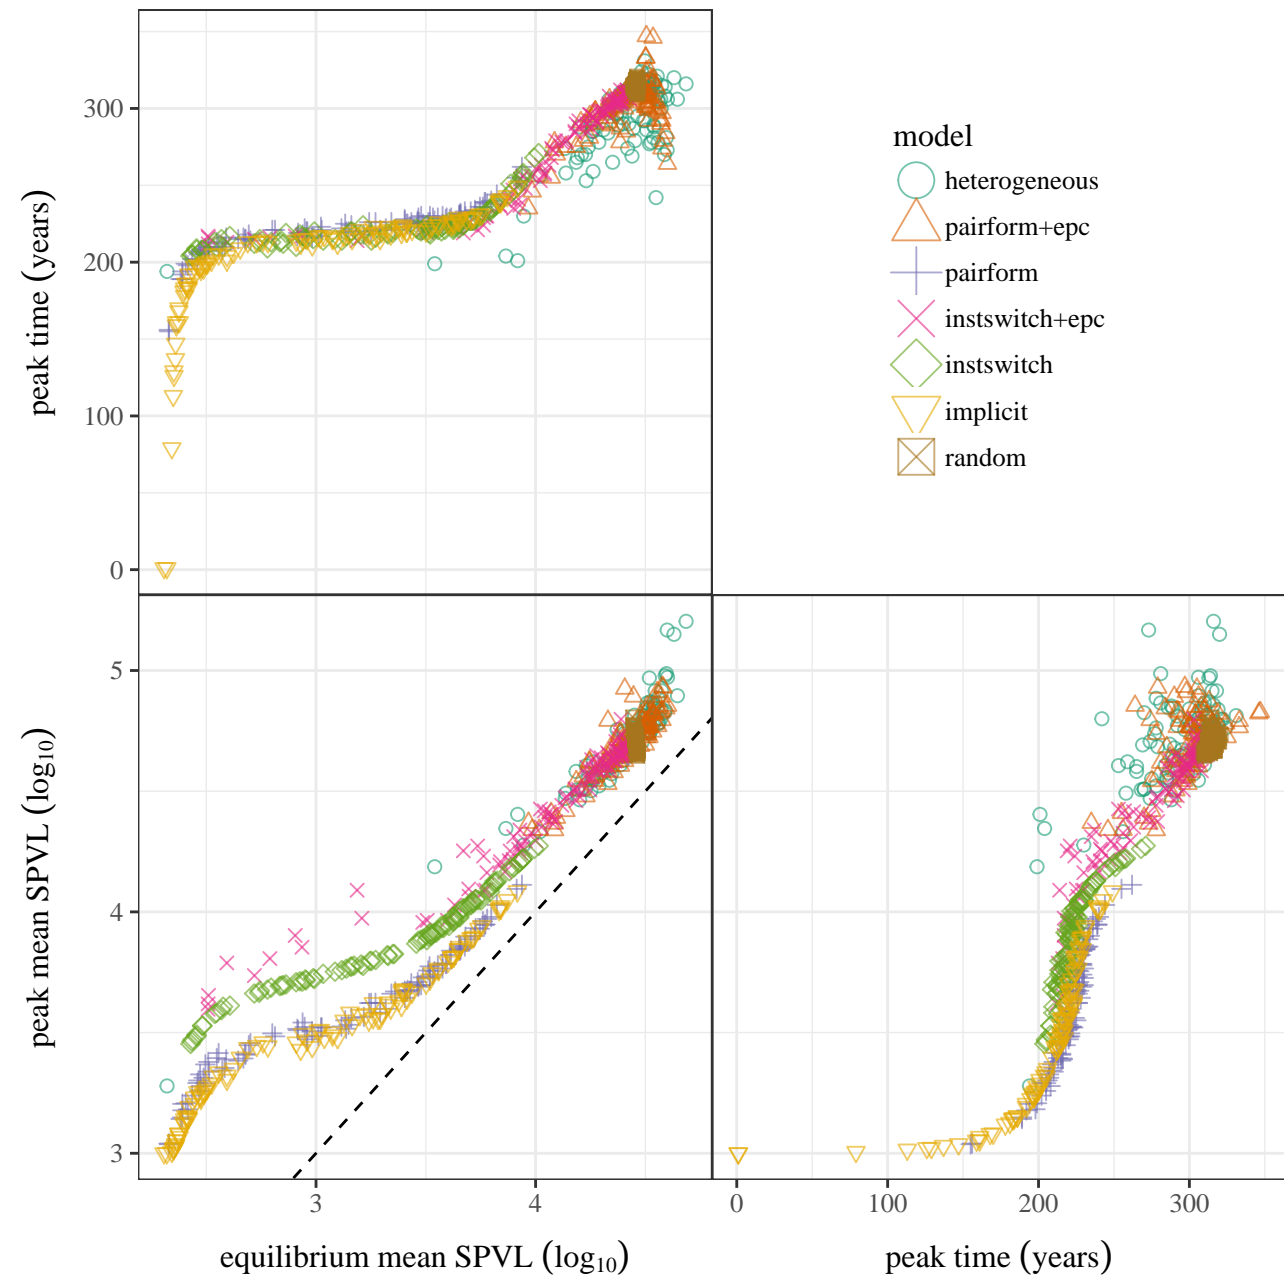 300
200
100
0
peak time (years)
model
heterogeneous
pairform+epc
pairform
instswitch+epc
instswitch
implicit
random
5
4
3
peak mean SPVL (log₁₀)
3 4
equilibrium mean SPVL (log₁₀)
0 100 200 300
peak time (years)